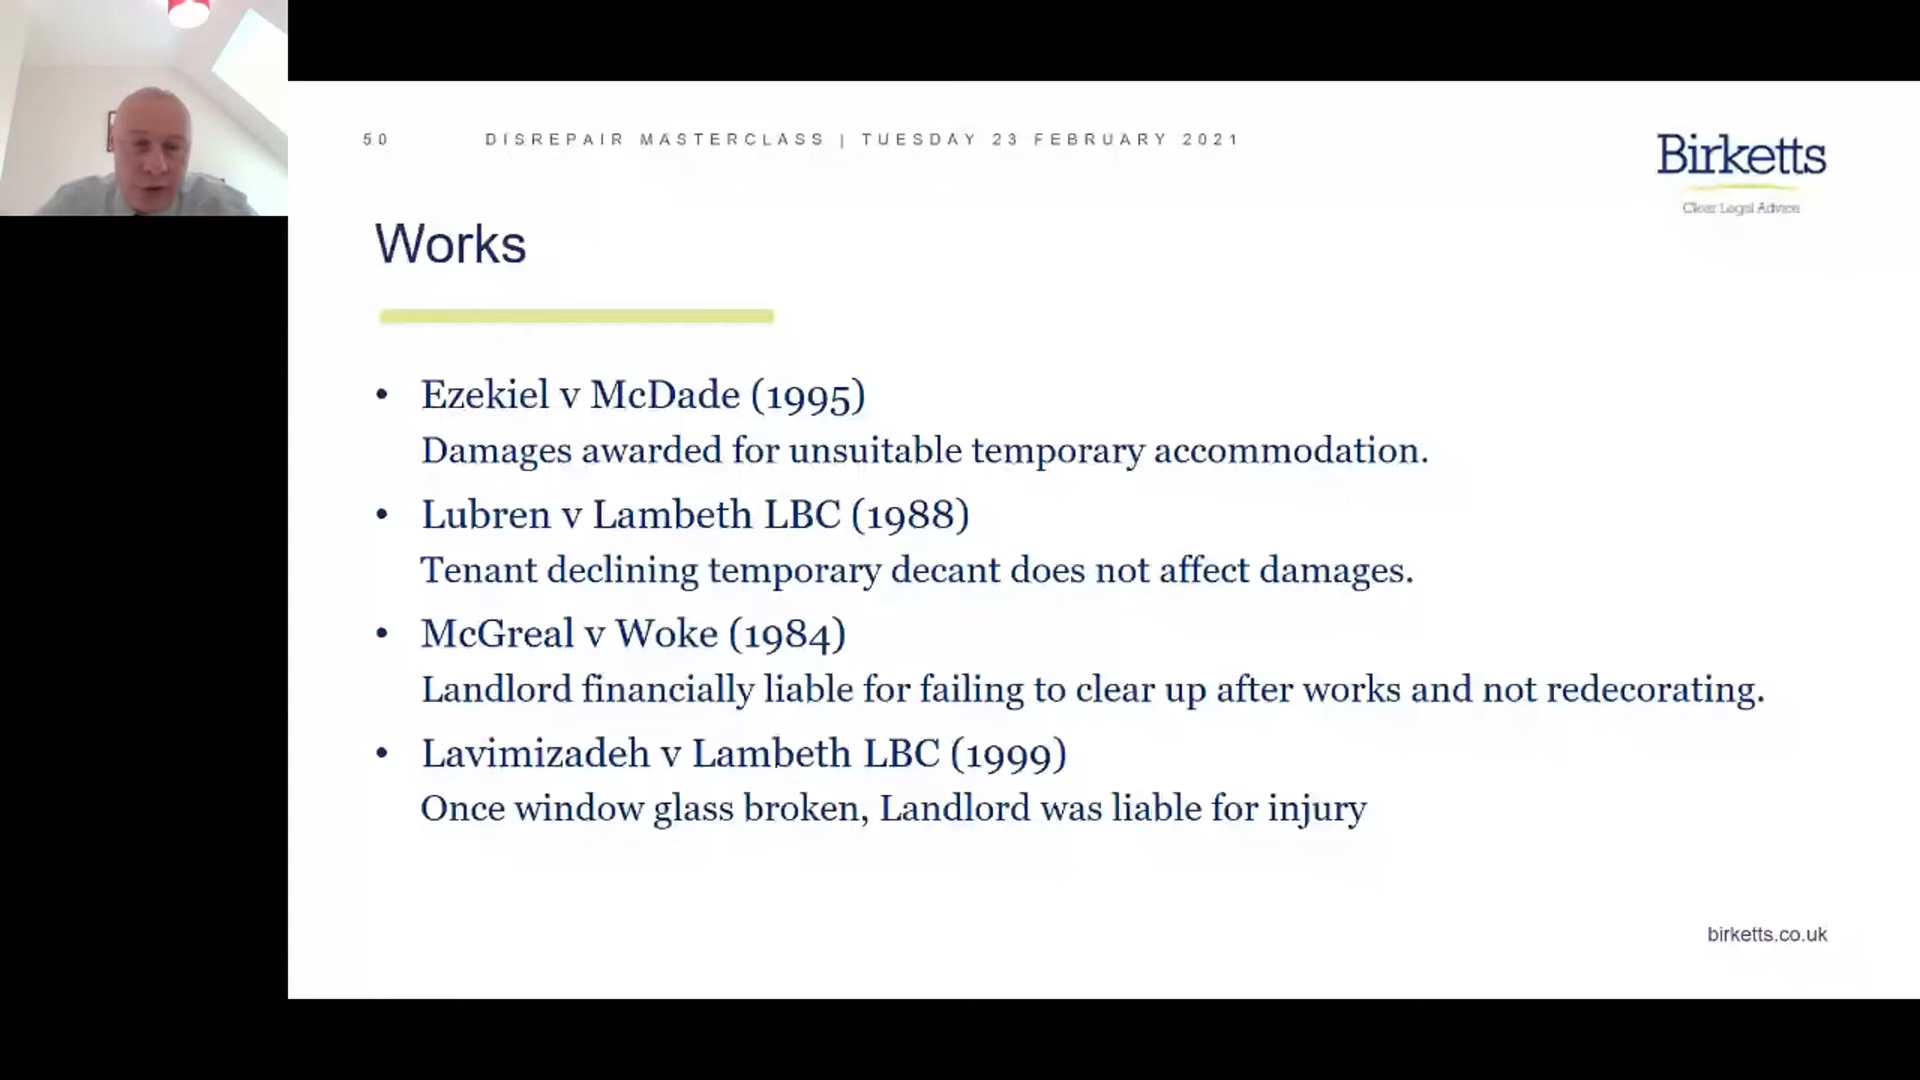 50 DISREPAIR MASTERCLASS | TUESDAY 23 FEBRUARY 2021
Birketts
Clear Legal Advice
Works
• Ezekiel v McDade (1995)
Damages awarded for unsuitable temporary accommodation.
• Lubren v Lambeth LBC (1988)
Tenant declining temporary decant does not affect damages.
• McGreal v Woke (1984)
Landlord financially liable for failing to clear up after works and not redecorating.
• Lavimizadeh v Lambeth LBC (1999)
Once window glass broken, Landlord was liable for injury
birketts.co.uk